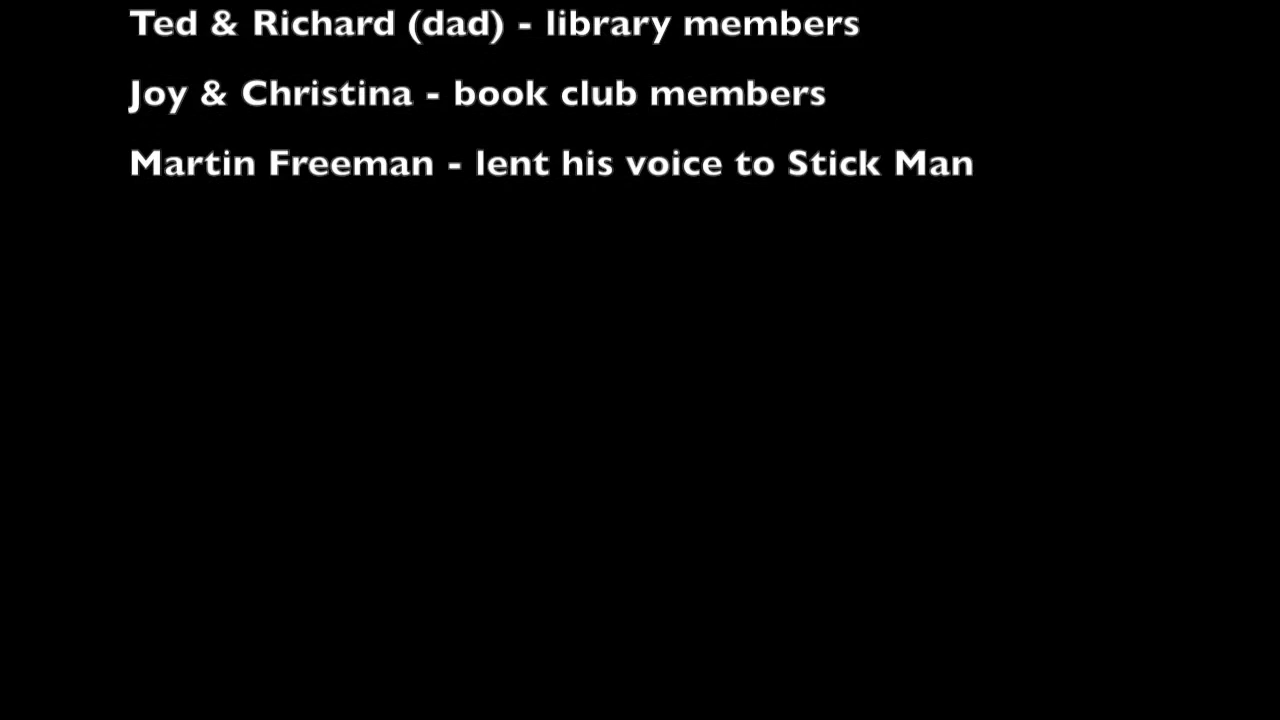 Ted & Richard (dad) - library members
Joy & Christina - book club members
Martin Freeman - lent his voice to Stick Man